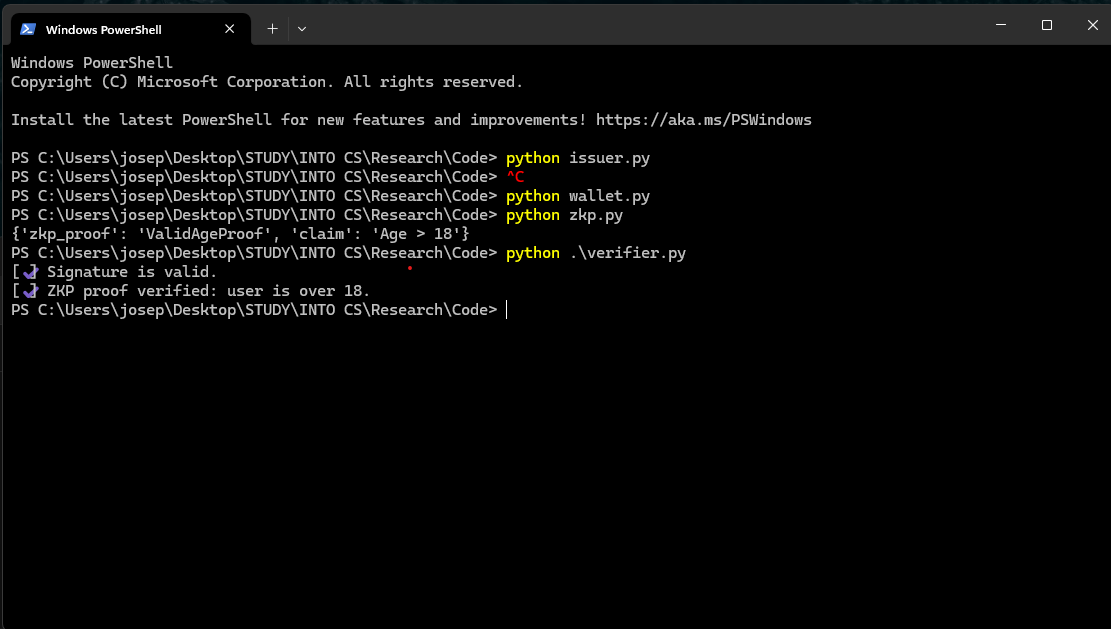 Windows PowerShell
Windows PowerShell
Copyright (C) Microsoft Corporation. All rights reserved.
Install the latest PowerShell for new features and improvements! https://aka.ms/PSWindows
PS C:\Users\josep\Desktop\STUDY\INTO CS\Research\Code> python issuer.py
PS C:\Users\josep\Desktop\STUDY\INTO CS\Research\Code> ^C
PS C:\Users\josep\Desktop\STUDY\INTO CS\Research\Code> python wallet.py
PS C:\Users\josep\Desktop\STUDY\INTO CS\Research\Code> python zkp.py
{'zkp_proof': 'ValidAgeProof', 'claim': 'Age > 18'}
PS C:\Users\josep\Desktop\STUDY\INTO CS\Research\Code> python .\verifier.py
[✔] Signature is valid.
[✔] ZKP proof verified: user is over 18.
PS C:\Users\josep\Desktop\STUDY\INTO CS\Research\Code>